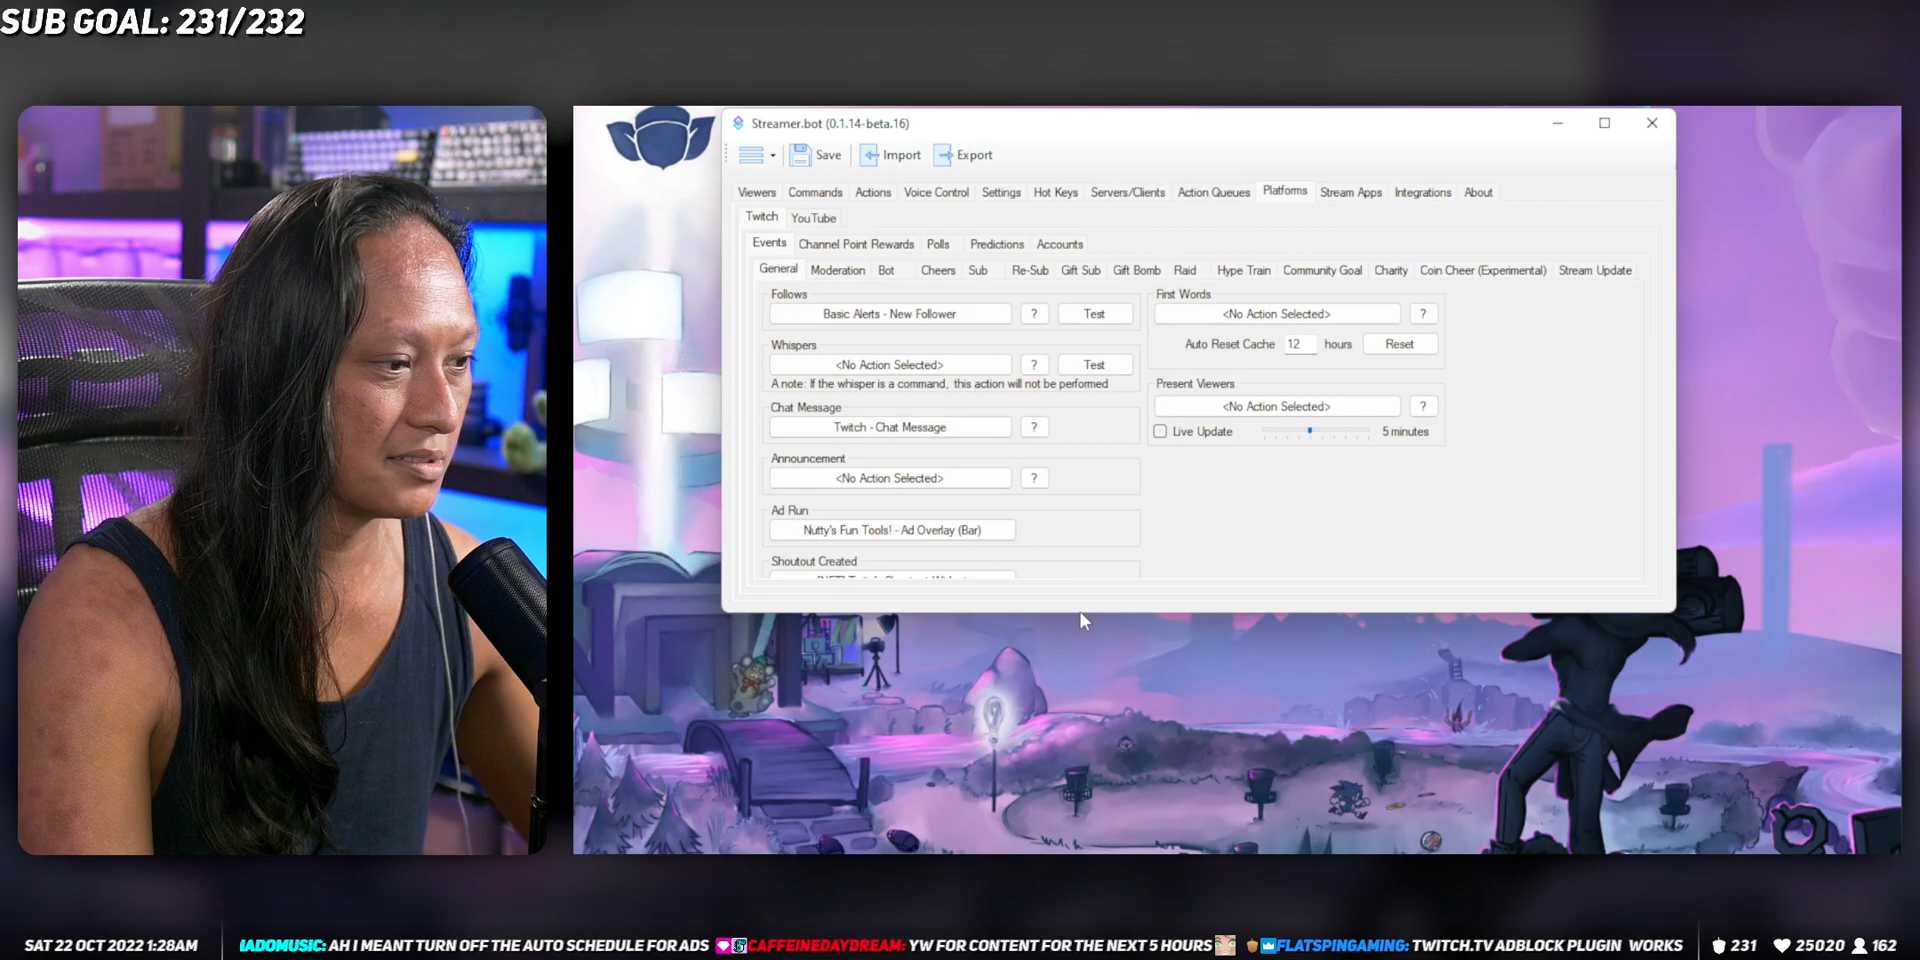 SUB GOAL: 231/232
Streamer.bot (0.1.14-beta.16)
Save Import Export
Viewers Commands Actions Voice Control Settings Hot Keys Servers/Clients Action Queues Platforms Stream Apps Integrations About
Twitch YouTube
Events Channel Point Rewards Polls Predictions Accounts
General Moderation Bot Cheers Sub Re-Sub Gift Sub Gift Bomb Raid Hype Train Community Goal Charity Coin Cheer (Experimental) Stream Update
Follows
Basic Alerts - New Follower ? Test
Whispers
<No Action Selected> ? Test
A note: If the whisper is a command, this action will not be performed
Chat Message
Twitch - Chat Message ?
Announcement
<No Action Selected> ?
Ad Run
Nutty's Fun Tools! - Ad Overlay (Bar)
Shoutout Created
First Words
<No Action Selected> ?
Auto Reset Cache 12 hours Reset
Present Viewers
<No Action Selected> ?
Live Update 5 minutes
SAT 22 OCT 2022 1:28AM
IADOMUSIC: AH I MEANT TURN OFF THE AUTO SCHEDULE FOR ADS CAFFEINEDAYDREAM: YW FOR CONTENT FOR THE NEXT 5 HOURS FLATSPINGAMING: TWITCH.TV ADBLOCK PLUGIN WORKS
231 25020 162